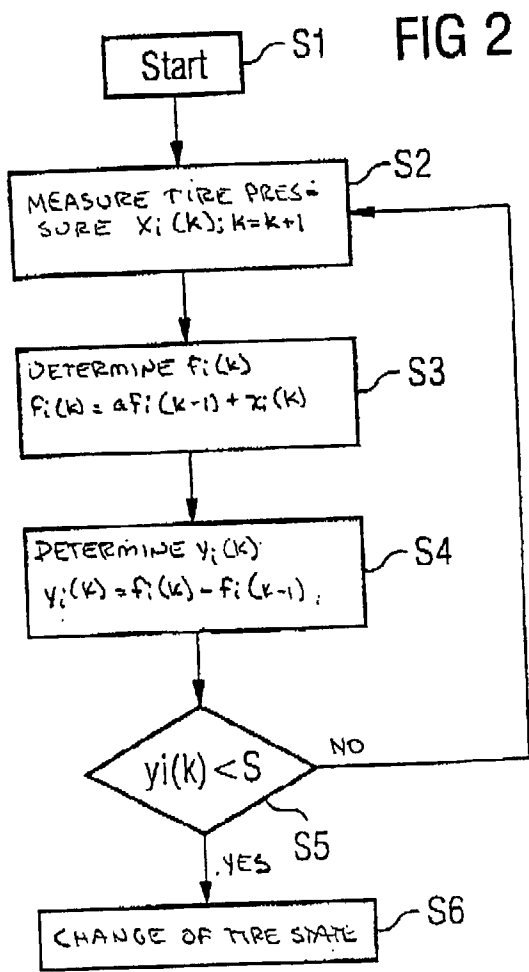 FIG 2
Start
S1
S2
MEASURE TIRE PRES-
SURE Xi(k); k=k+1
DETERMINE fi(k)
fi(k) = afi(k-1) + xi(k)
S3
DETERMINE yi(k)
yi(k) = fi(k) - fi(k-1).
S4
yi(k) < S
NO
S5
YES
CHANGE OF TIRE STATE
S6